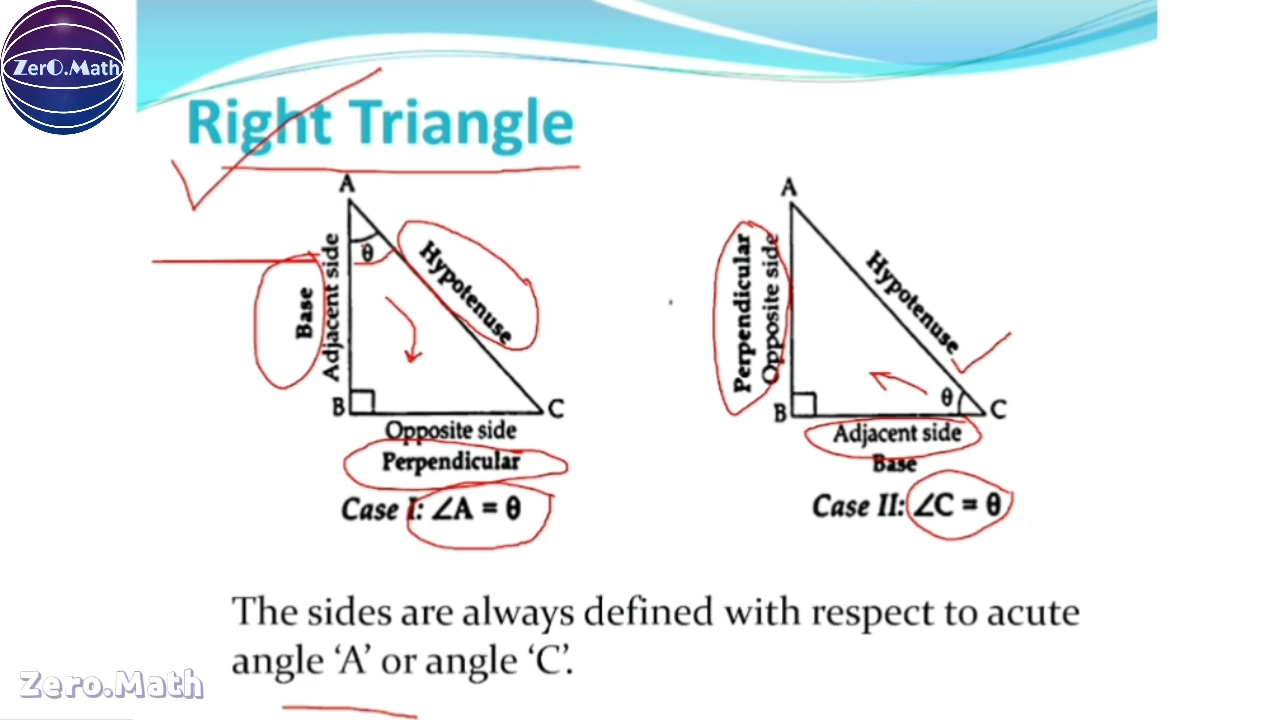 ZerO.Math
Right Triangle
A
θ
Base
Adjacent side
Hypotenuse
B
C
Opposite side
Perpendicular
Case I: ∠A = θ
A
Perpendicular
Opposite side
Hypotenuse
θ
B
C
Adjacent side
Base
Case II: ∠C = θ
The sides are always defined with respect to acute
angle ‘A’ or angle ‘C’.
Zero.Math